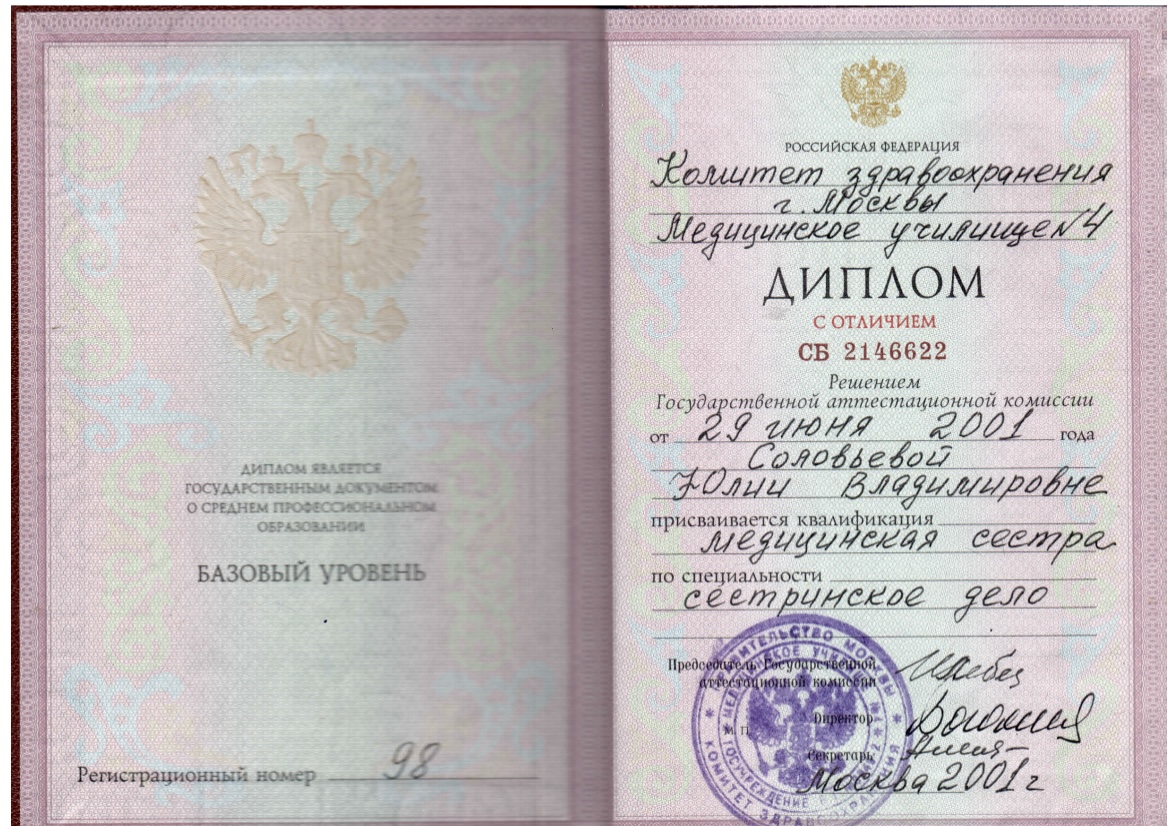 ДИПЛОМ ЯВЛЯЕТСЯ
ГОСУДАРСТВЕННЫМ ДОКУМЕНТОМ
О СРЕДНЕМ ПРОФЕССИОНАЛЬНОМ
ОБРАЗОВАНИИ
БАЗОВЫЙ УРОВЕНЬ
Регистрационный номер 98
РОССИЙСКАЯ ФЕДЕРАЦИЯ
Комитет здравоохранения
г. Москвы
Медицинское училище N4
ДИПЛОМ
С ОТЛИЧИЕМ
СБ 2146622
Решением
Государственной аттестационной комиссии
от 29 июня 2001 года
Соловьевой
Юлии Владимировне
присваивается квалификация
медицинская сестра
по специальности
сестринское дело
Председатель Государственной
аттестационной комиссии
М. П.
Директор
Секретарь
Москва 2001 г